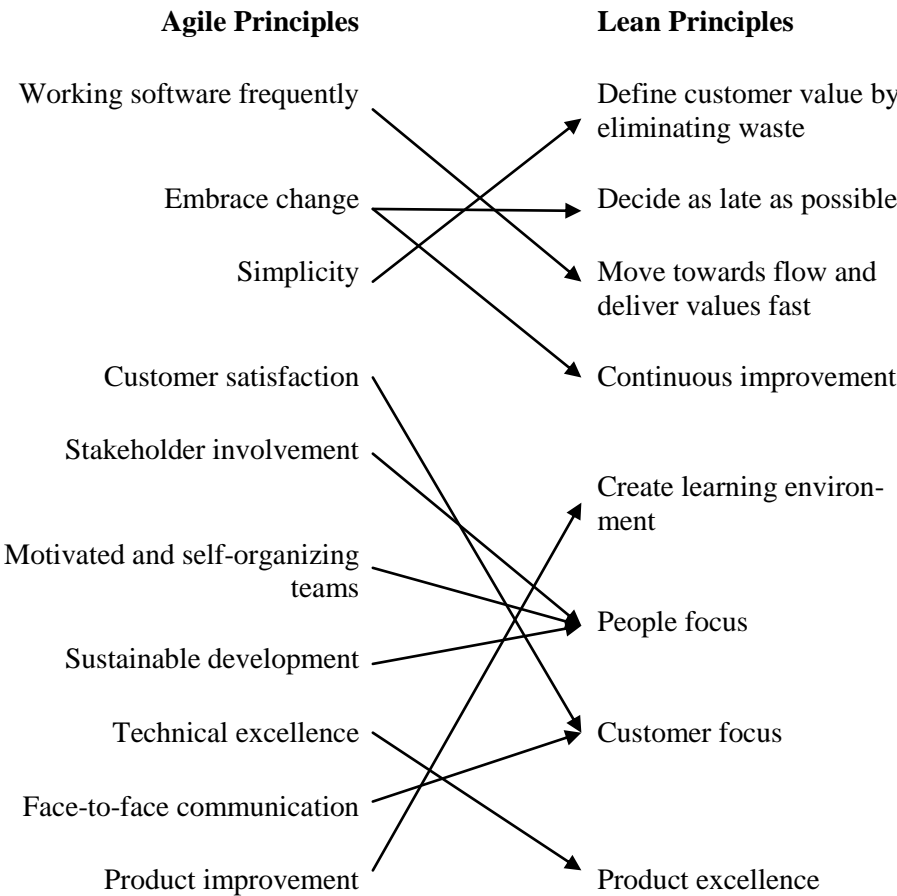 Agile Principles
Lean Principles
Working software frequently
Define customer value by
eliminating waste
Embrace change
Decide as late as possible
Simplicity
Move towards flow and
deliver values fast
Customer satisfaction
Continuous improvement
Stakeholder involvement
Create learning environ-
ment
Motivated and self-organizing
teams
People focus
Sustainable development
Technical excellence
Customer focus
Face-to-face communication
Product improvement
Product excellence